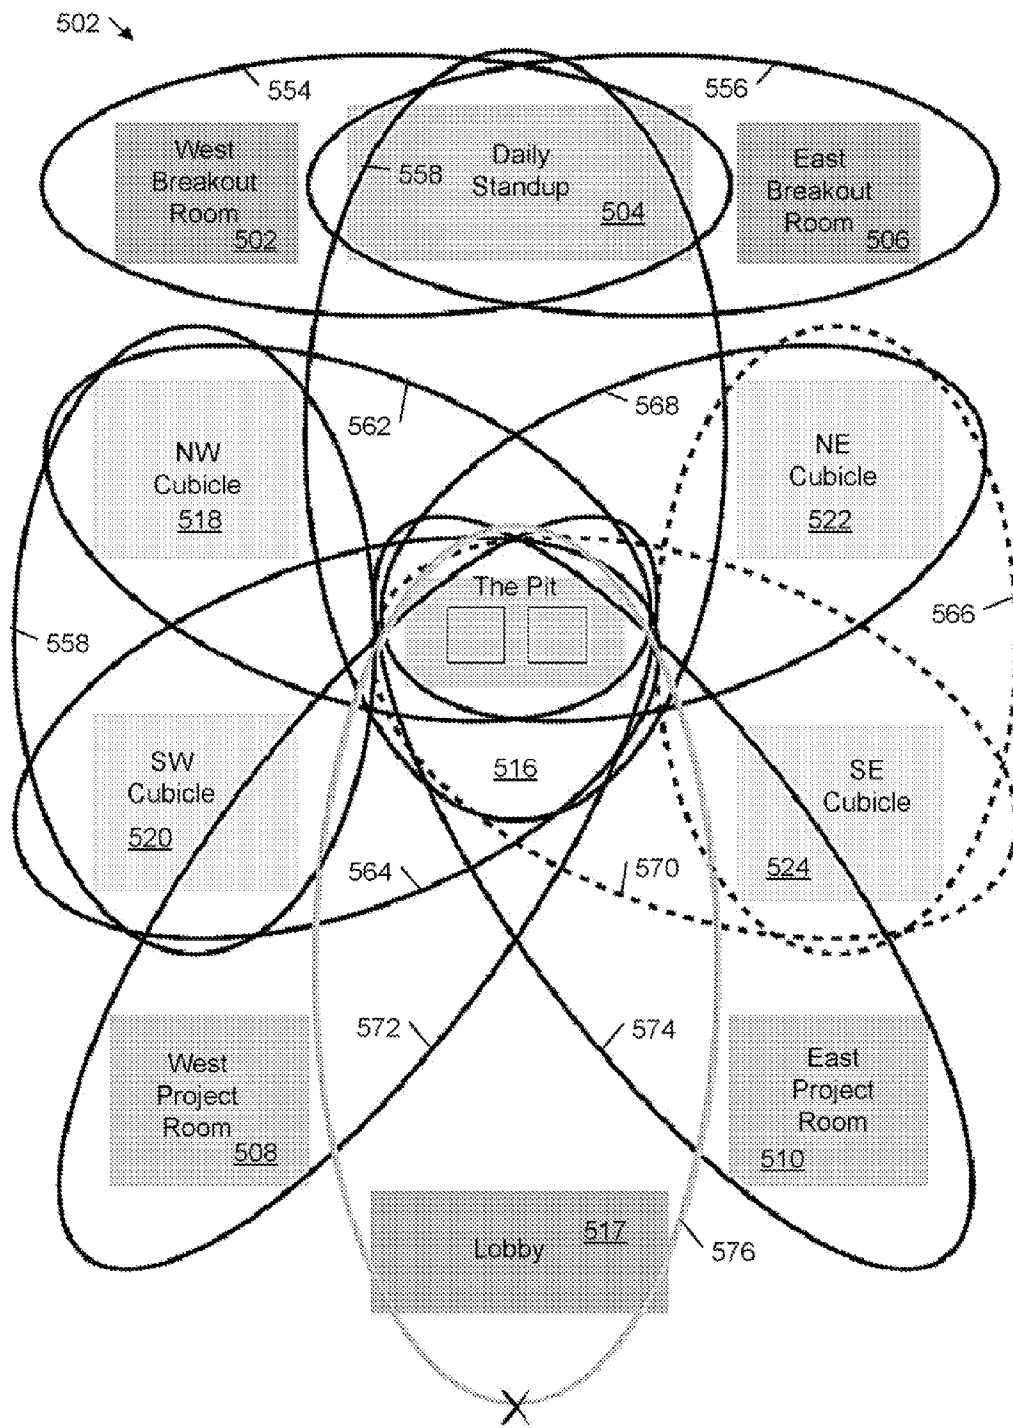 502
554
556
West
Breakout
Room
502
558
Daily
Standup
504
East
Breakout
Room
506
562
568
NW
Cubicle
518
NE
Cubicle
522
The Pit
566
558
SW
Cubicle
520
516
SE
Cubicle
524
564
570
572
574
West
Project
Room
508
East
Project
Room
510
Lobby
517
576
X